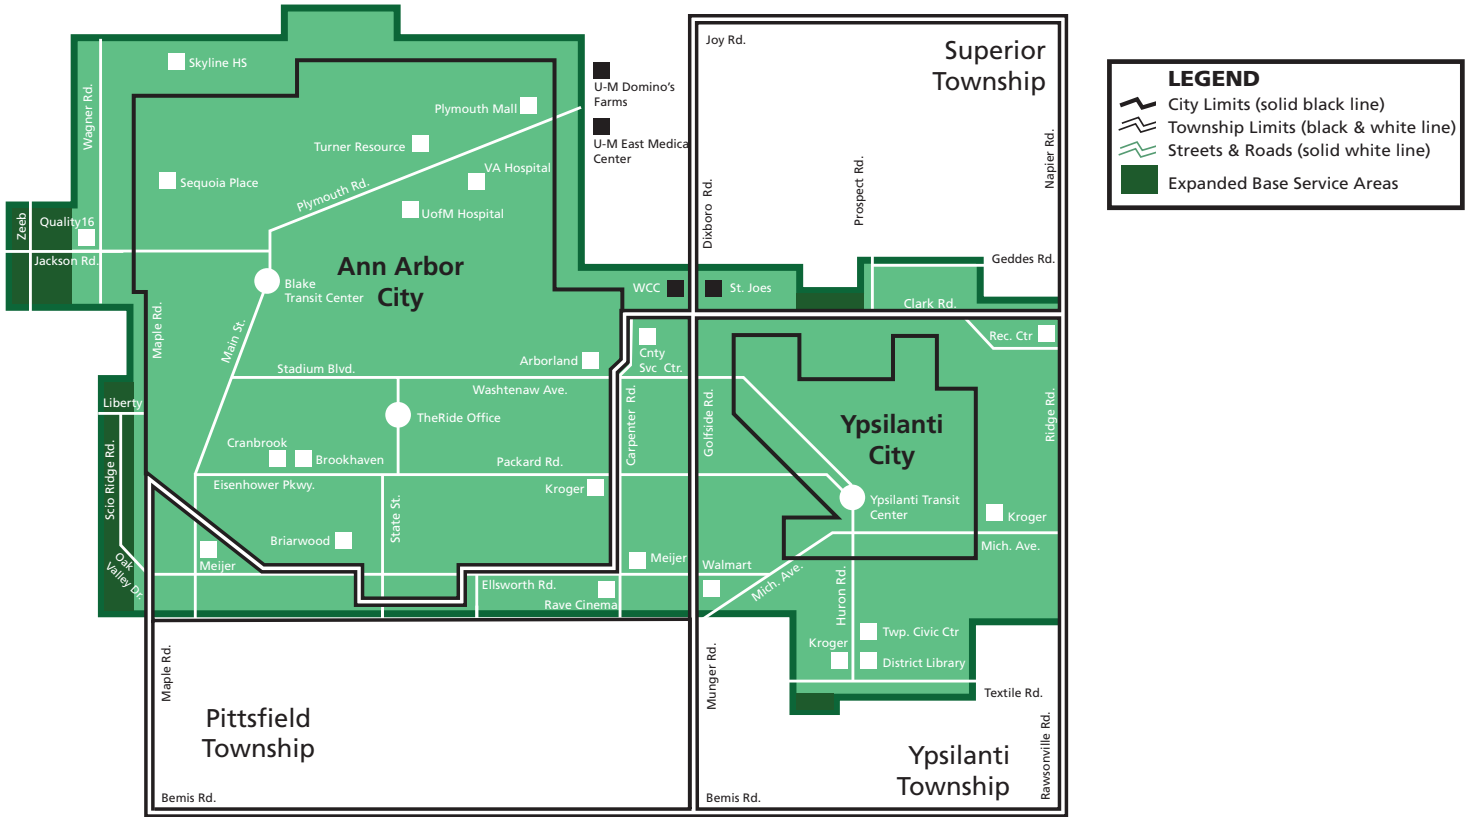 Joy Rd.
Superior
Township
LEGEND
City Limits (solid black line)
Township Limits (black & white line)
Streets & Roads (solid white line)
Expanded Base Service Areas
Skyline HS
U-M Domino's
Farms
Wagner Rd.
Plymouth Mall
U-M East Medica
Center
Turner Resource
VA Hospital
Napier Rd.
Prospect Rd.
Sequoia Place
Plymouth Rd.
Dixboro Rd.
UofM Hospital
Zeeb
Quality16
Jackson Rd.
Ann Arbor
City
Geddes Rd.
Blake
Transit Center
WCC
St. Joes
Clark Rd.
Maple Rd.
Main St.
Rec. Ctr
Cnty
Svc Ctr.
Arborland
Stadium Blvd.
Washtenaw Ave.
Liberty
TheRide Office
Carpenter Rd.
Golfside Rd.
Ypsilanti
City
Ridge Rd.
Cranbrook
Brookhaven
Packard Rd.
Scio Ridge Rd.
Eisenhower Pkwy.
Kroger
Ypsilanti Transit
Center
Kroger
State St.
Briarwood
Mich. Ave.
Oak
Valley Dr.
Meijer
Meijer
Walmart
Mich. Ave.
Ellsworth Rd.
Rave Cinema
Huron Rd.
Twp. Civic Ctr
Kroger
District Library
Maple Rd.
Munger Rd.
Textile Rd.
Pittsfield
Township
Ypsilanti
Township
Rawsonville Rd.
Bemis Rd.
Bemis Rd.